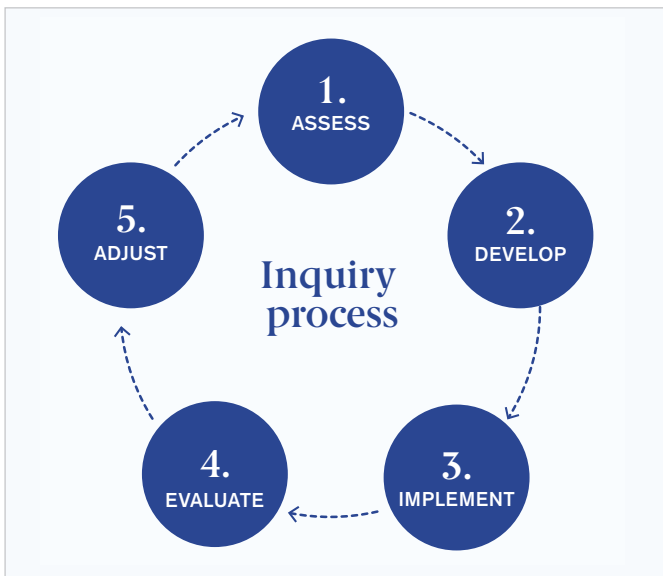 1.
ASSESS
2.
DEVELOP
3.
IMPLEMENT
4.
EVALUATE
5.
ADJUST
Inquiry
process